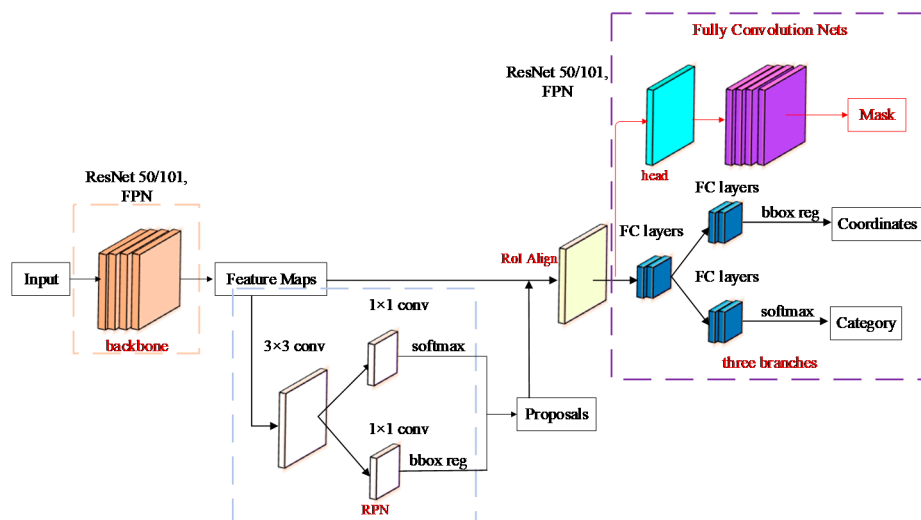 Fully Convolution Nets
ResNet 50/101,
FPN
Mask
head
ResNet 50/101,
FPN
FC layers
bbox reg
Coordinates
FC layers
RoI Align
Input
Feature Maps
FC layers
1×1 conv
softmax
Category
backbone
3×3 conv
softmax
three branches
Proposals
1×1 conv
bbox reg
RPN